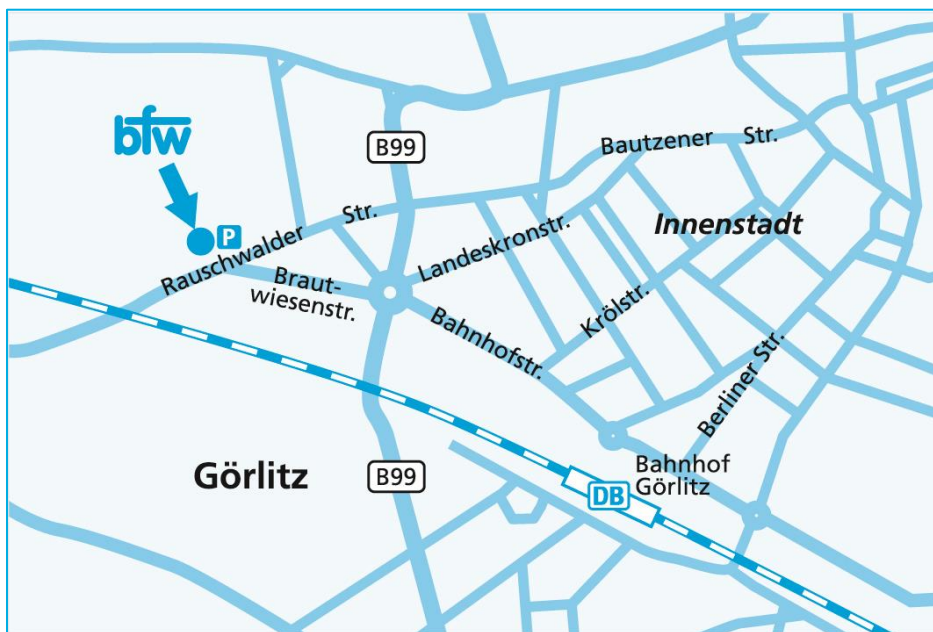 bfw
B99
Bautzener Str.
P
Rauschwalder Str.
Innenstadt
Landeskronstr.
Braut-
wiesenstr.
Bahnhofstr.
Krölstr.
Berliner Str.
Görlitz
B99
Bahnhof
Görlitz
DB